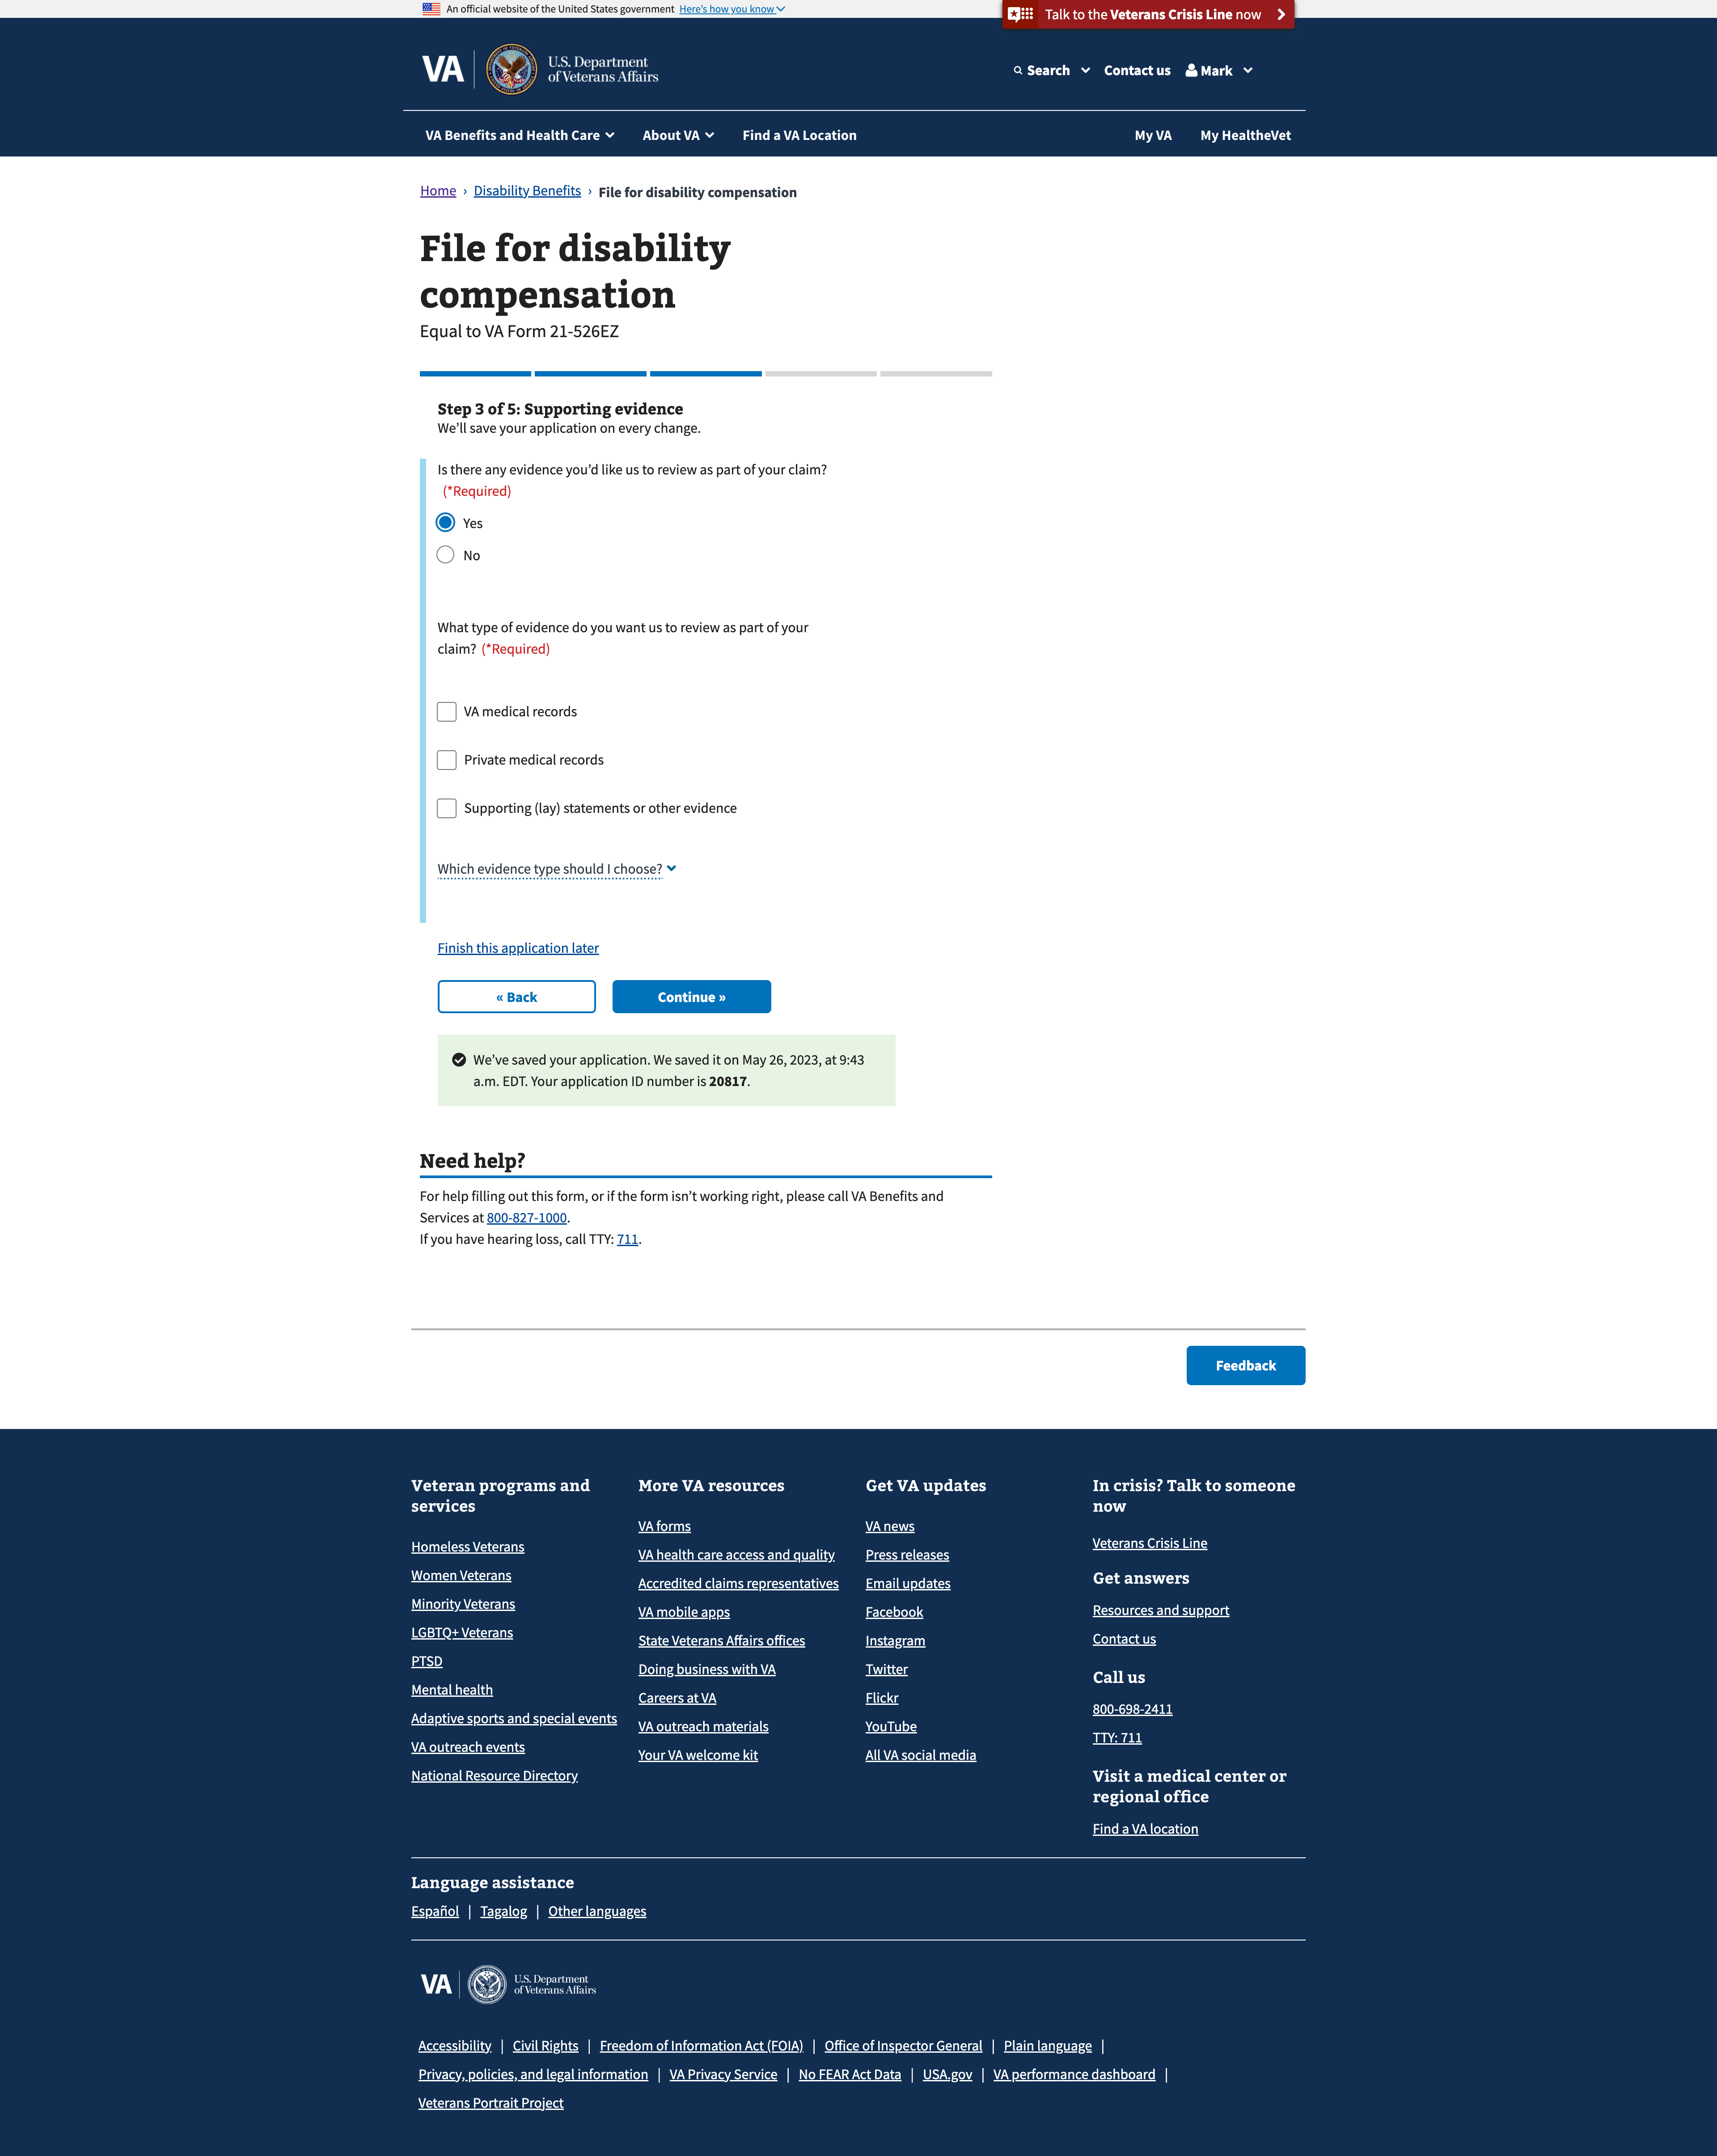 An official website of the United States government Here's how you know
Talk to the Veterans Crisis Line now
VA
U.S. Department
of Veterans Affairs
Search
Contact us
Mark
VA Benefits and Health Care
About VA
Find a VA Location
My VA
My HealtheVet
Home › Disability Benefits › File for disability compensation
File for disability
compensation
Equal to VA Form 21-526EZ
Step 3 of 5: Supporting evidence
We'll save your application on every change.
Is there any evidence you'd like us to review as part of your claim?
(*Required)
Yes
No
What type of evidence do you want us to review as part of your
claim? (*Required)
VA medical records
Private medical records
Supporting (lay) statements or other evidence
Which evidence type should I choose?
Finish this application later
« Back
Continue »
We've saved your application. We saved it on May 26, 2023, at 9:43
a.m. EDT. Your application ID number is 20817.
Need help?
For help filling out this form, or if the form isn't working right, please call VA Benefits and
Services at 800-827-1000.
If you have hearing loss, call TTY: 711.
Feedback
Veteran programs and
services
Homeless Veterans
Women Veterans
Minority Veterans
LGBTQ+ Veterans
PTSD
Mental health
Adaptive sports and special events
VA outreach events
National Resource Directory
More VA resources
VA forms
VA health care access and quality
Accredited claims representatives
VA mobile apps
State Veterans Affairs offices
Doing business with VA
Careers at VA
VA outreach materials
Your VA welcome kit
Get VA updates
VA news
Press releases
Email updates
Facebook
Instagram
Twitter
Flickr
YouTube
All VA social media
In crisis? Talk to someone
now
Veterans Crisis Line
Get answers
Resources and support
Contact us
Call us
800-698-2411
TTY: 711
Visit a medical center or
regional office
Find a VA location
Language assistance
Español | Tagalog | Other languages
VA
U.S. Department
of Veterans Affairs
Accessibility | Civil Rights | Freedom of Information Act (FOIA) | Office of Inspector General | Plain language |
Privacy, policies, and legal information | VA Privacy Service | No FEAR Act Data | USA.gov | VA performance dashboard |
Veterans Portrait Project